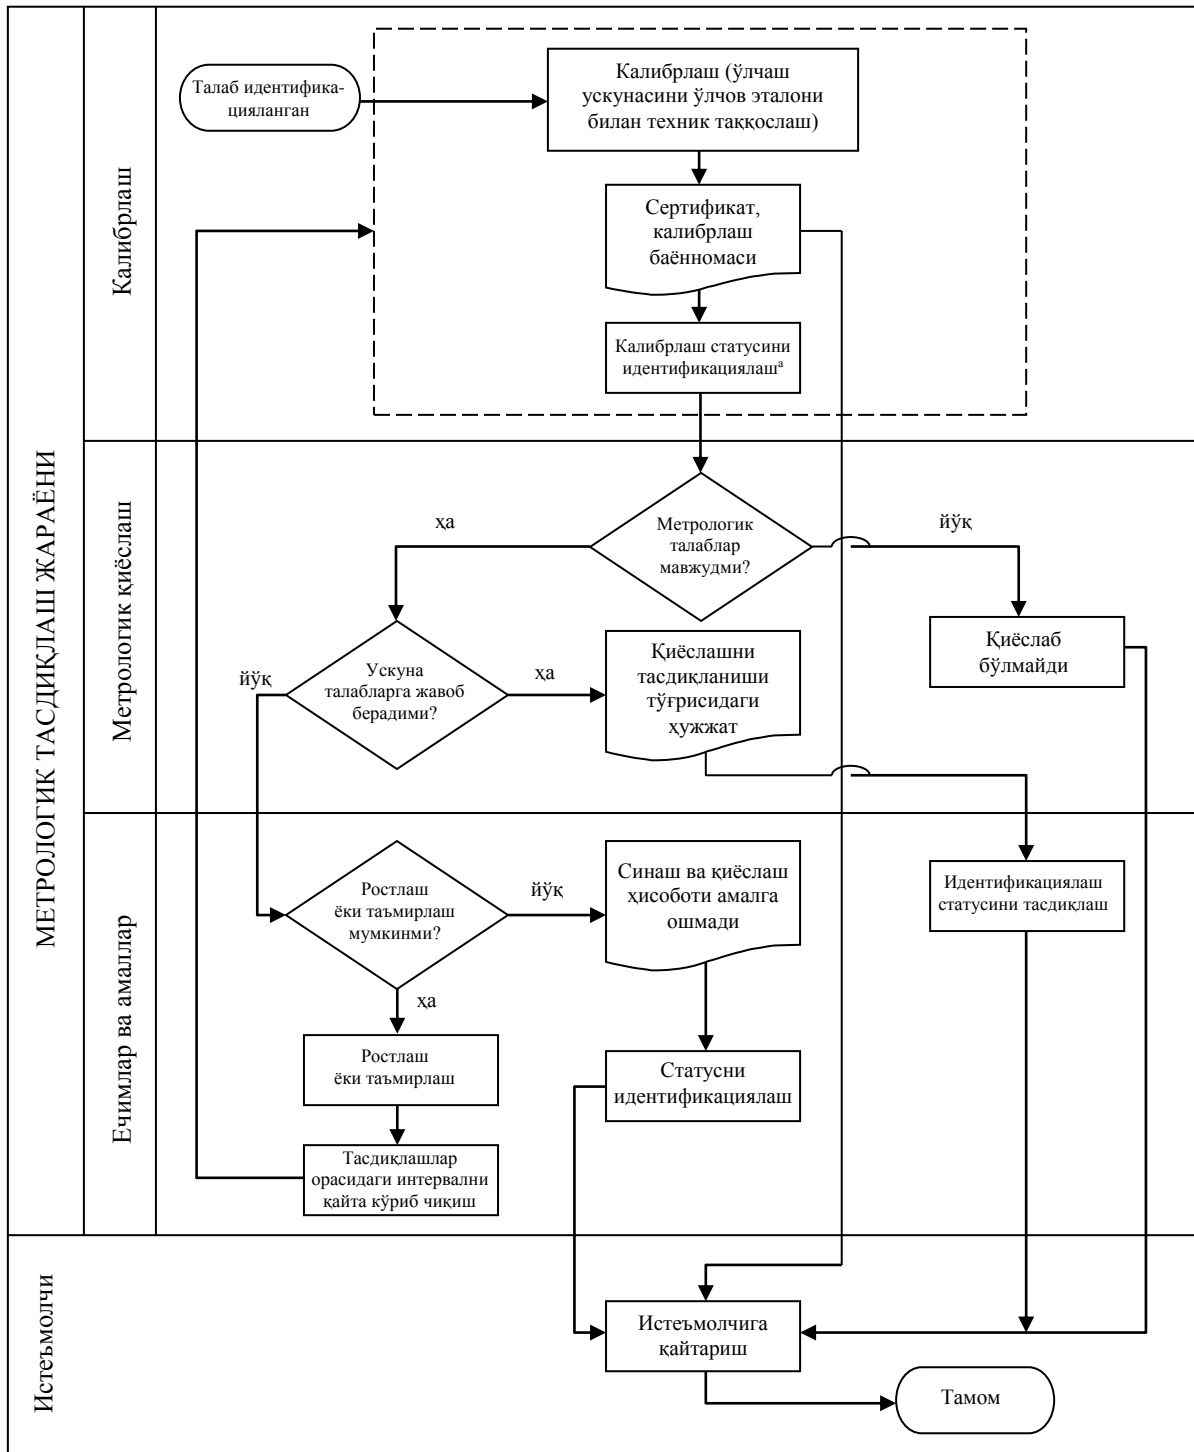 МЕТРОЛОГИК ТАСДИҚЛАШ ЖАРАЁНИ
Калибрлаш
Талаб идентифика-
цияланган
Калибрлаш (ўлчаш
ускунасини ўлчов эталони
билан техник таққослаш)
Сертификат,
калибрлаш
баённомаси
Калибрлаш статусини
идентификациялашª
Метрологик қиёслаш
ҳа
Метрологик
талаблар
мавжудми?
йўқ
Қиёслаб
бўлмайди
йўқ
Ускуна
талабларга жавоб
берадими?
ҳа
Қиёслашни
тасдиқланиши
тўғрисидаги
ҳужжат
Ечимлар ва амаллар
Ростлаш
ёки таъмирлаш
мумкинми?
йўқ
Синаш ва қиёслаш
ҳисоботи амалга
ошмади
Идентификациялаш
статусини тасдиқлаш
ҳа
Ростлаш
ёки таъмирлаш
Статусни
идентификациялаш
Тасдиқлашлар
орасидаги интервални
қайта кўриб чиқиш
Истеъмолчи
Истеъмолчига
қайтариш
Тамом